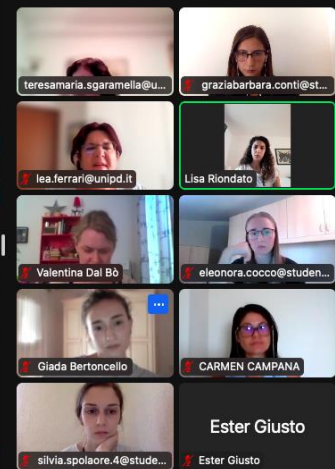 teresamaria.sgaramella@u...
graziabarbara.conti@st...
lea.ferrari@unipd.it
Lisa Riondato
Valentina Dal Bò
eleonora.cocco@studen...
Giada Bertoncello
CARMEN CAMPANA
silvia.spolaore.4@stude...
Ester Giusto
Ester Giusto